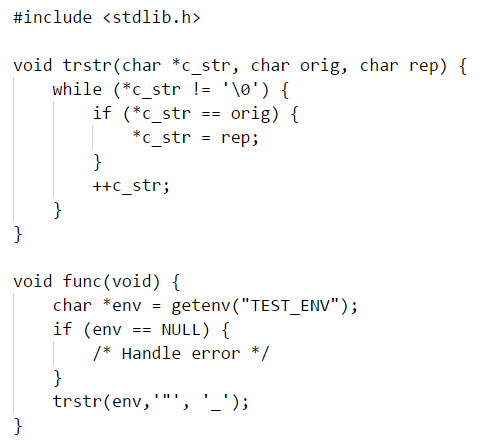 #include <stdlib.h>

void trstr(char *c_str, char orig, char rep) {
    while (*c_str != '\0') {
        if (*c_str == orig) {
            *c_str = rep;
        }
        ++c_str;
    }
}

void func(void) {
    char *env = getenv("TEST_ENV");
    if (env == NULL) {
        /* Handle error */
    }
    trstr(env,'"', '_');
}